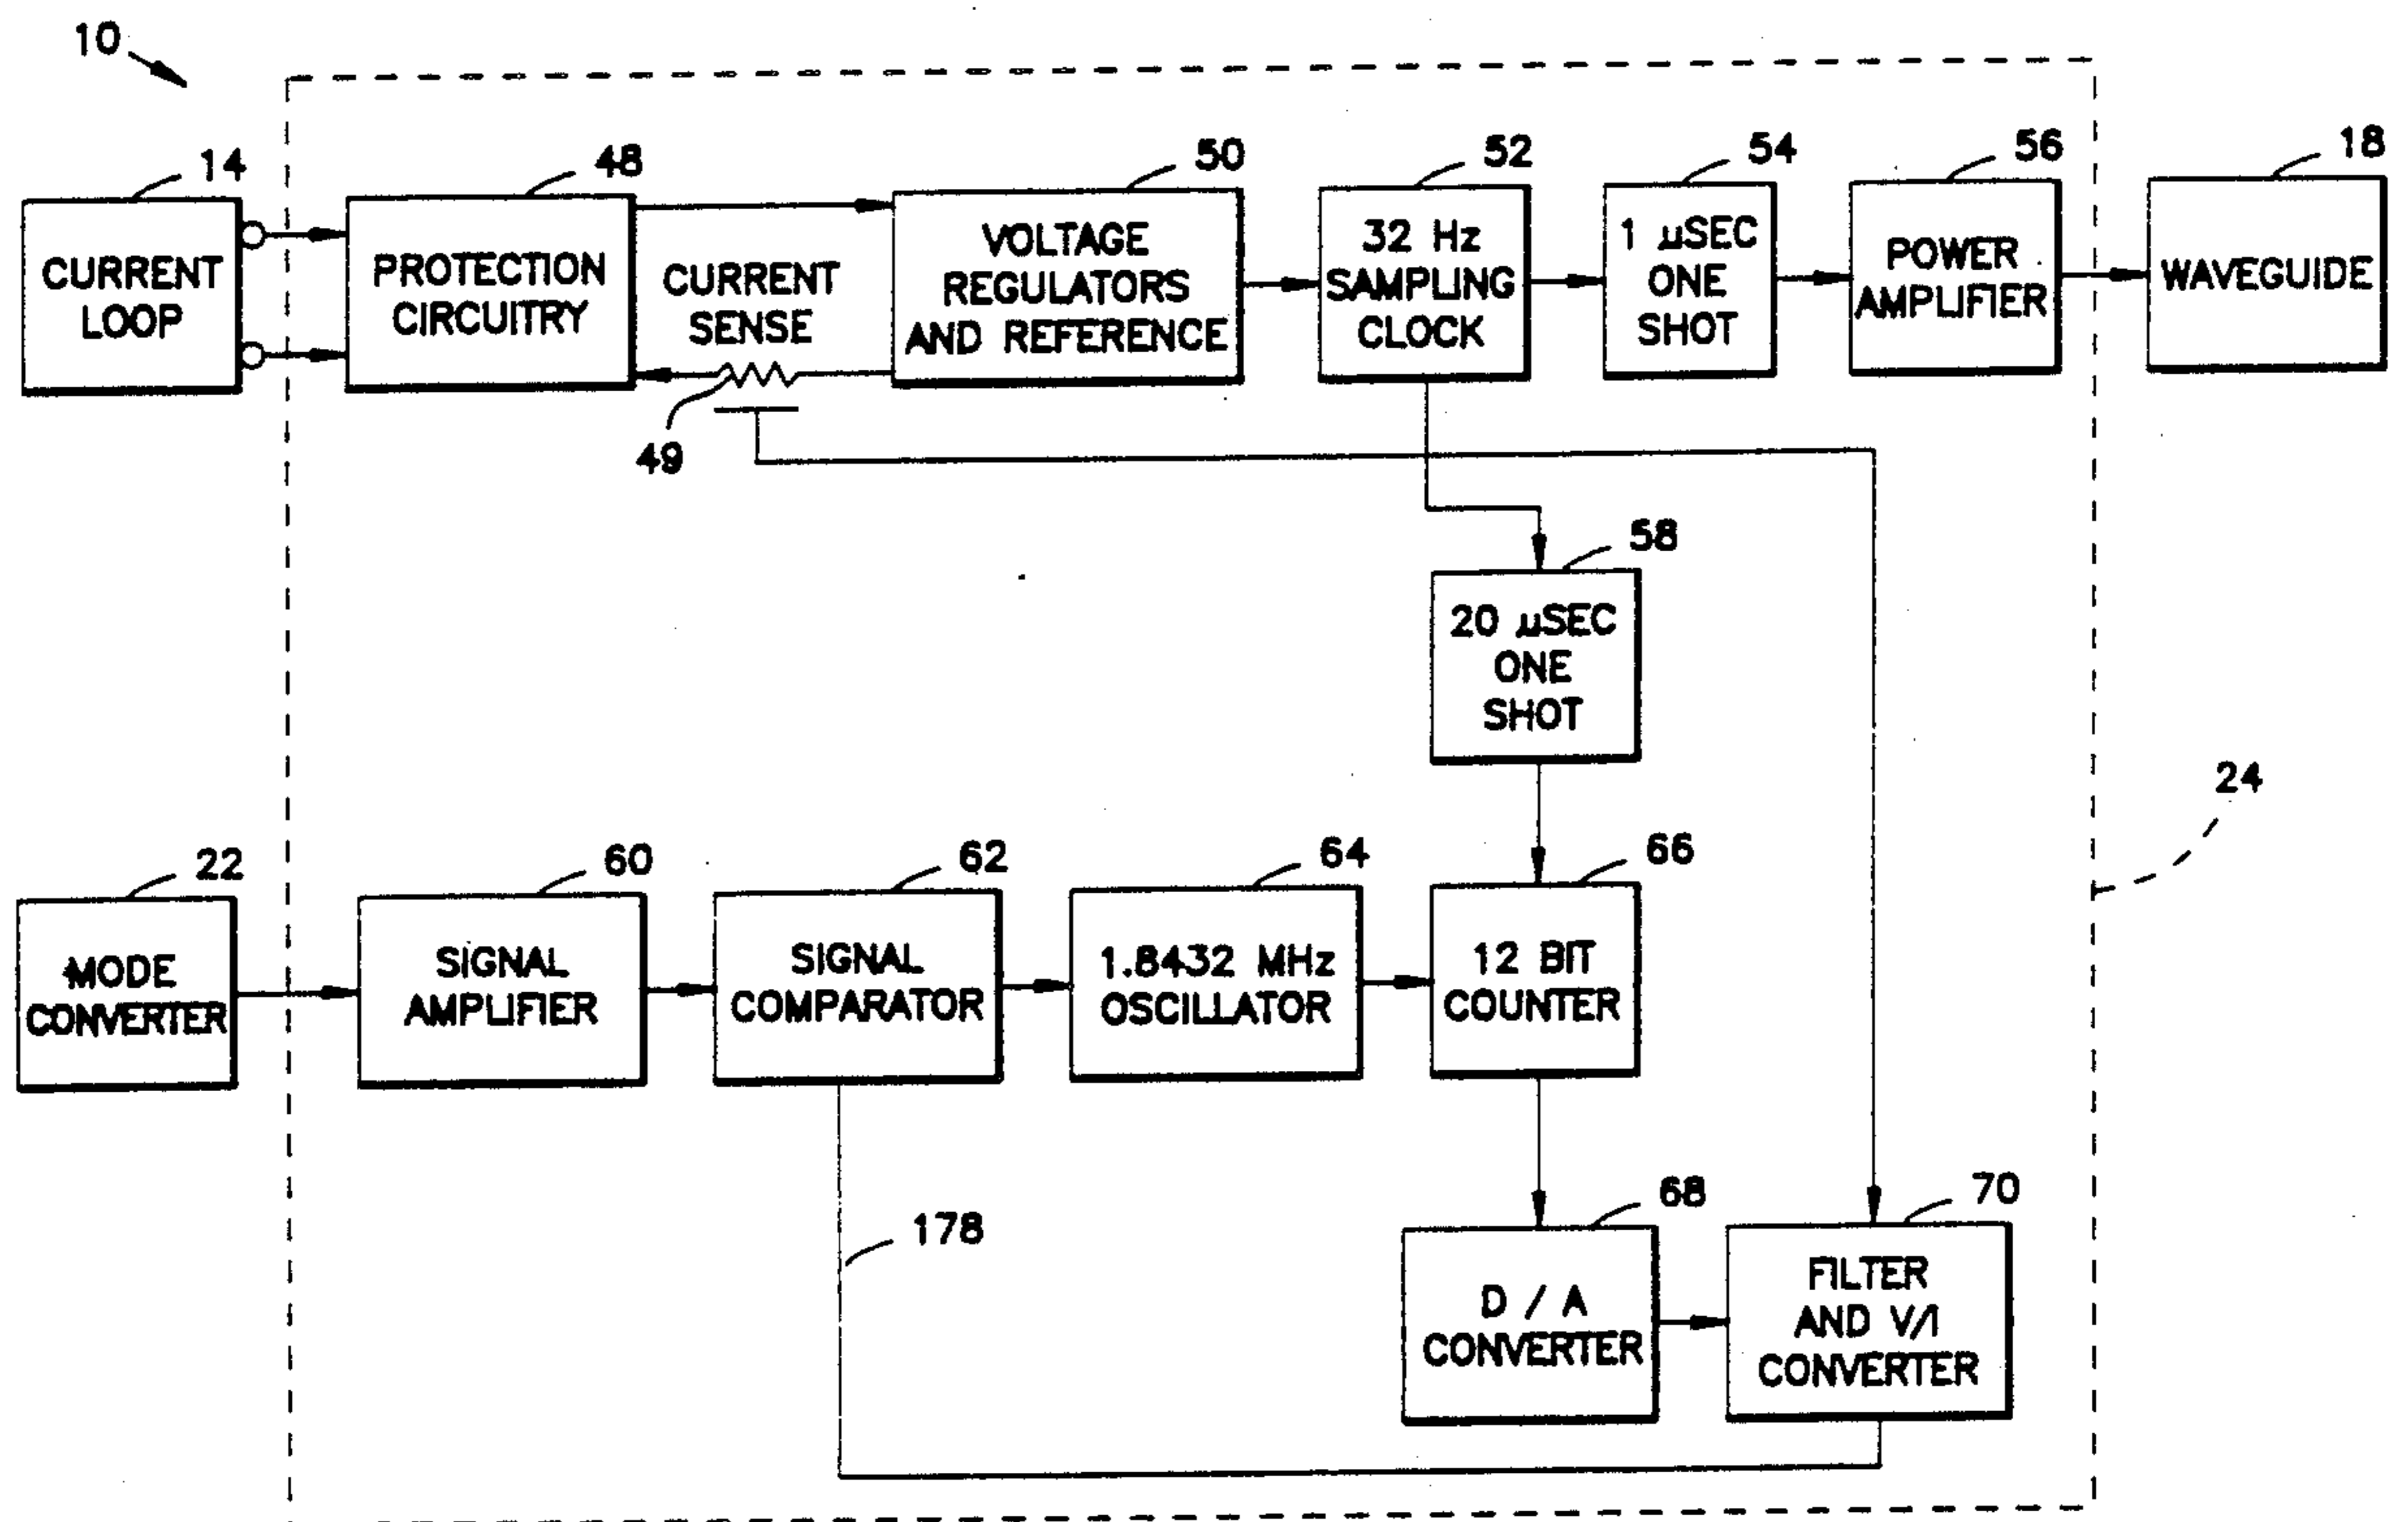 10
14
48
50
52
54
56
18
CURRENT
LOOP
PROTECTION
CIRCUITRY
CURRENT
SENSE
VOLTAGE
REGULATORS
AND REFERENCE
32 Hz
SAMPLING
CLOCK
1 µSEC
ONE
SHOT
POWER
AMPLIFIER
WAVEGUIDE
49
58
20 µSEC
ONE
SHOT
24
22
60
62
64
66
MODE
CONVERTER
SIGNAL
AMPLIFIER
SIGNAL
COMPARATOR
1.8432 MHz
OSCILLATOR
12 BIT
COUNTER
178
68
70
D / A
CONVERTER
FILTER
AND V/I
CONVERTER